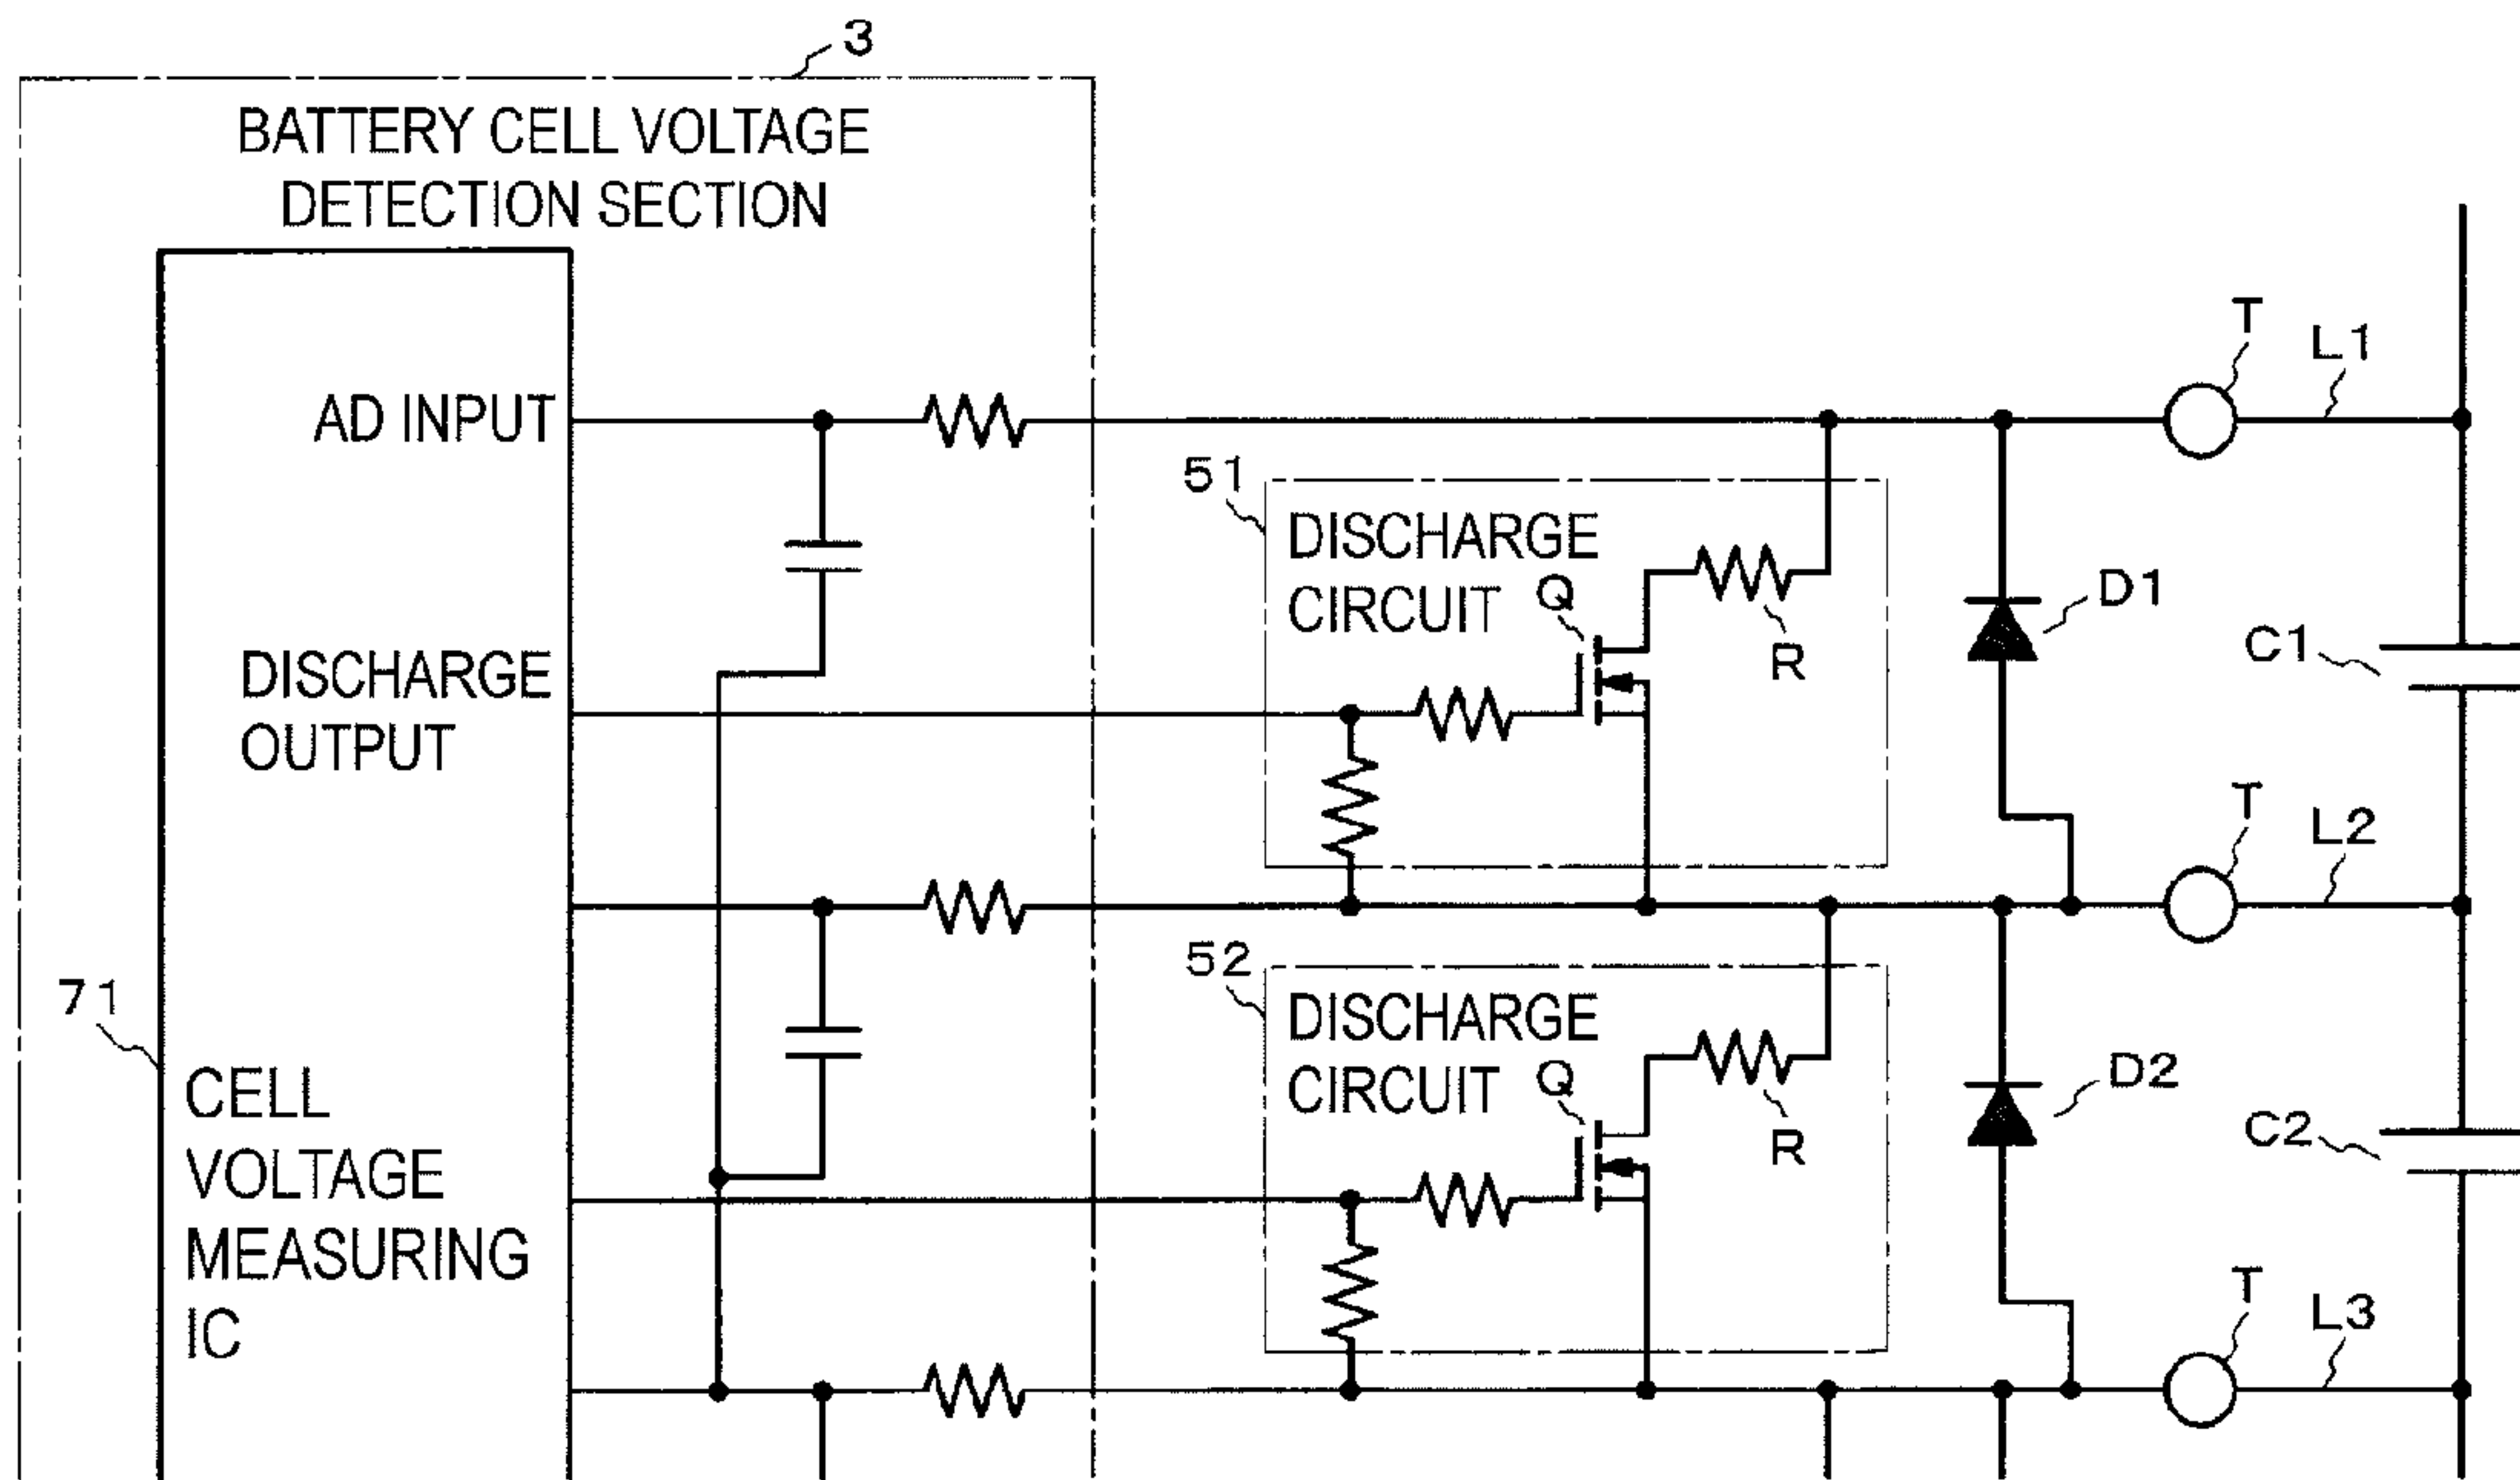 3
BATTERY CELL VOLTAGE
DETECTION SECTION
T
L1
AD INPUT
51
DISCHARGE
CIRCUIT
Q
R
D1
C1
DISCHARGE
OUTPUT
T
L2
52
DISCHARGE
CIRCUIT
Q
R
D2
C2
71
CELL
VOLTAGE
MEASURING
IC
T
L3